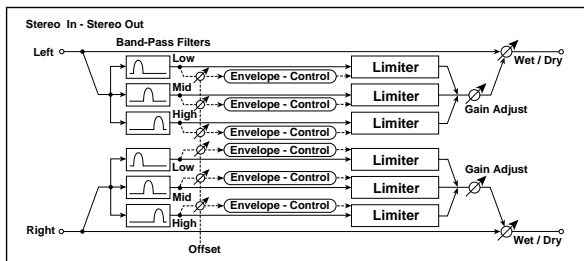 Stereo In - Stereo Out
Band-Pass Filters
Left
Wet / Dry
Low
Limiter
Envelope - Control
Mid
Limiter
Envelope - Control
Gain Adjust
High
Limiter
Envelope - Control
Envelope - Control
Limiter
Low
Gain Adjust
Envelope - Control
Mid
Limiter
Envelope - Control
High
Limiter
Right
Wet / Dry
Offset